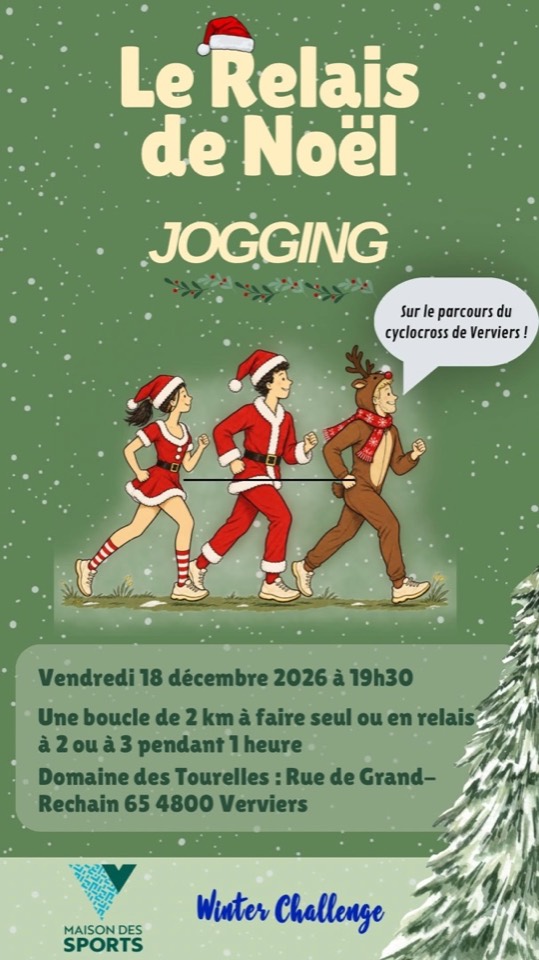 Le Relais
de Noël
JOGGING
Sur le parcours du
cyclocross de Verviers !
Vendredi 18 décembre 2026 à 19h30
Une boucle de 2 km à faire seul ou en relais
à 2 ou à 3 pendant 1 heure
Domaine des Tourelles : Rue de Grand-
Rechain 65 4800 Verviers
MAISON DES
SPORTS
Winter Challenge